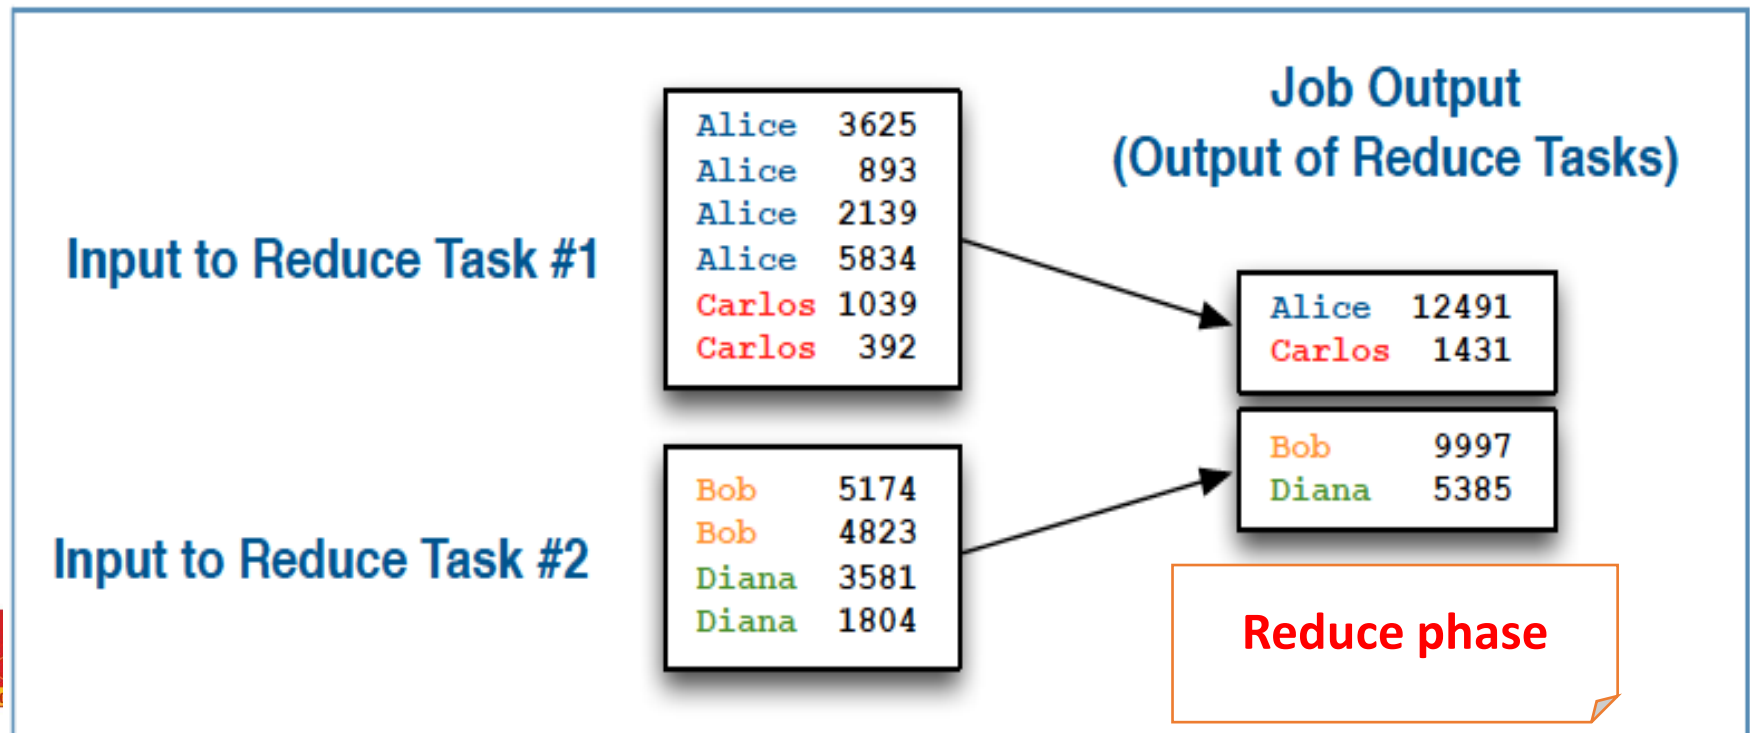 Job Output
(Output of Reduce Tasks)
Input to Reduce Task #1
Alice 3625
Alice 893
Alice 2139
Alice 5834
Carlos 1039
Carlos 392
Alice 12491
Carlos 1431
Input to Reduce Task #2
Bob 5174
Bob 4823
Diana 3581
Diana 1804
Bob 9997
Diana 5385
Reduce phase